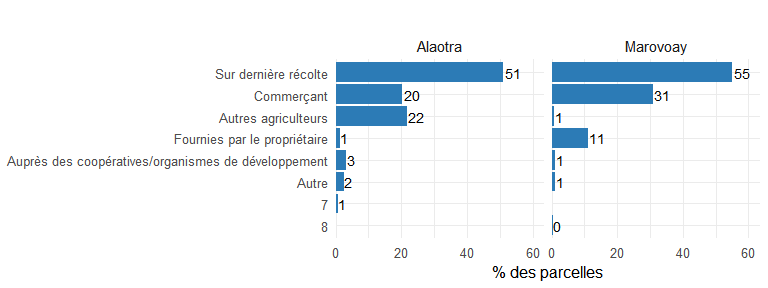 Alaotra Marovoay
Sur dernière récolte 51 55
Commerçant 20 31
Autres agriculteurs 22 1
Fournies par le propriétaire 1 11
Auprès des coopératives/organismes de développement 3 1
Autre 2 1
7 1
8 0
0 20 40 60 0 20 40 60
% des parcelles